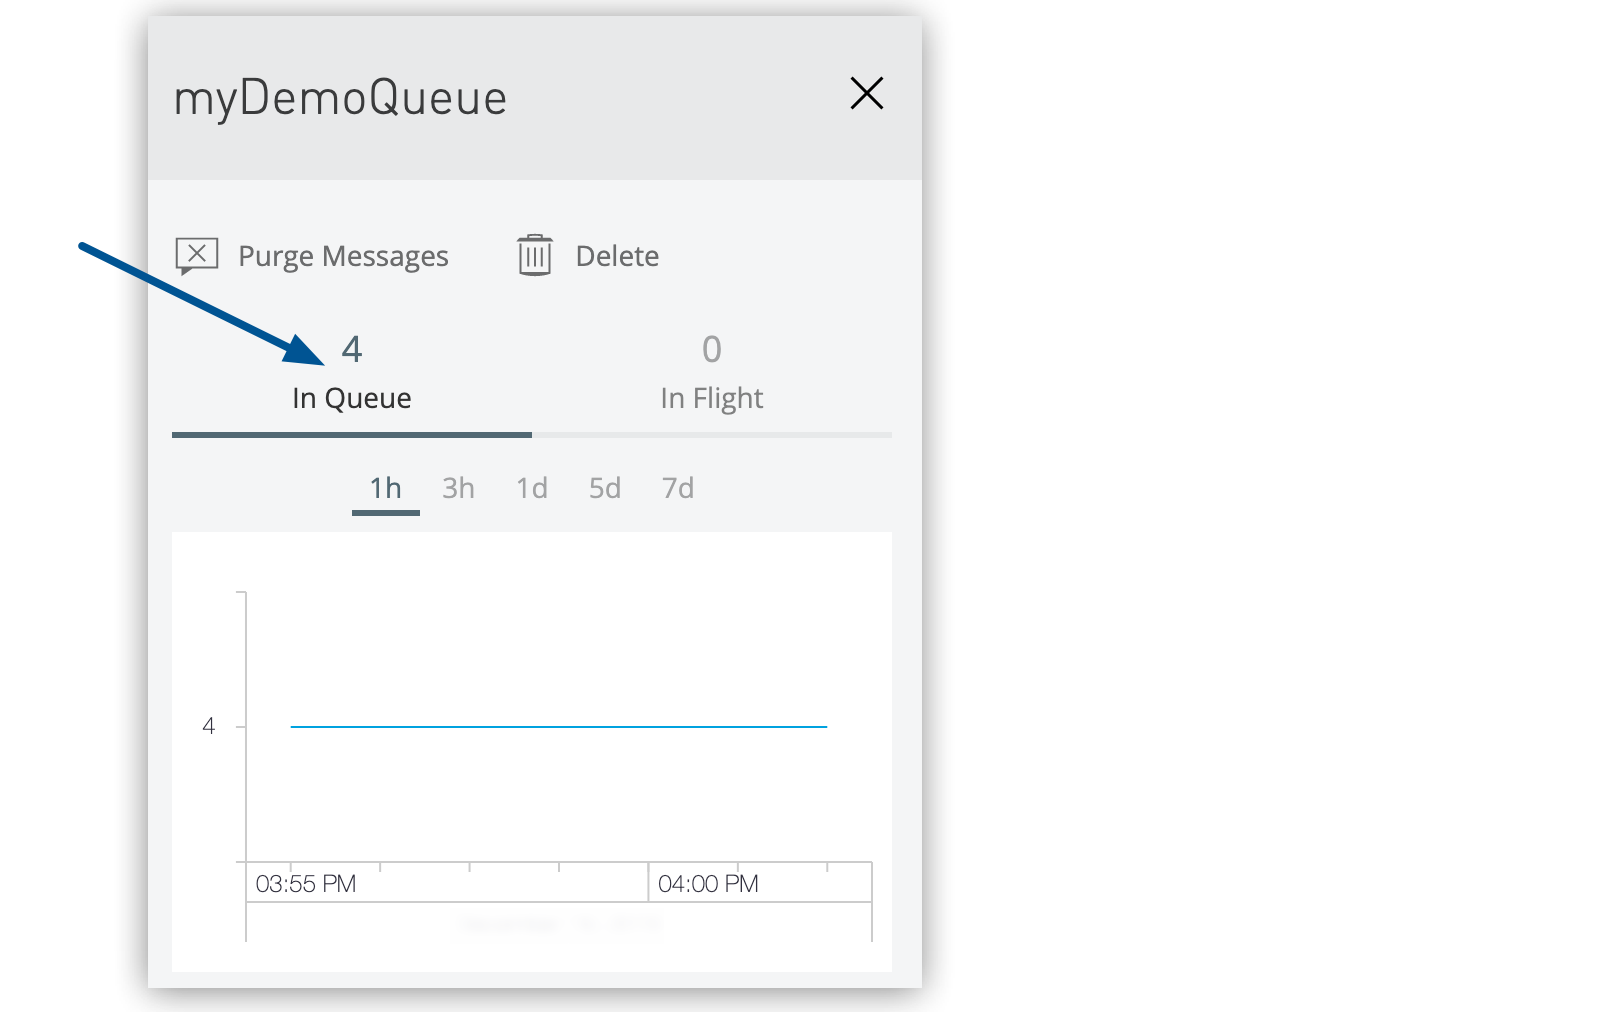 myDemoQueue
Purge Messages Delete
4 0
In Queue In Flight
1h 3h 1d 5d 7d
4
03:55 PM 04:00 PM